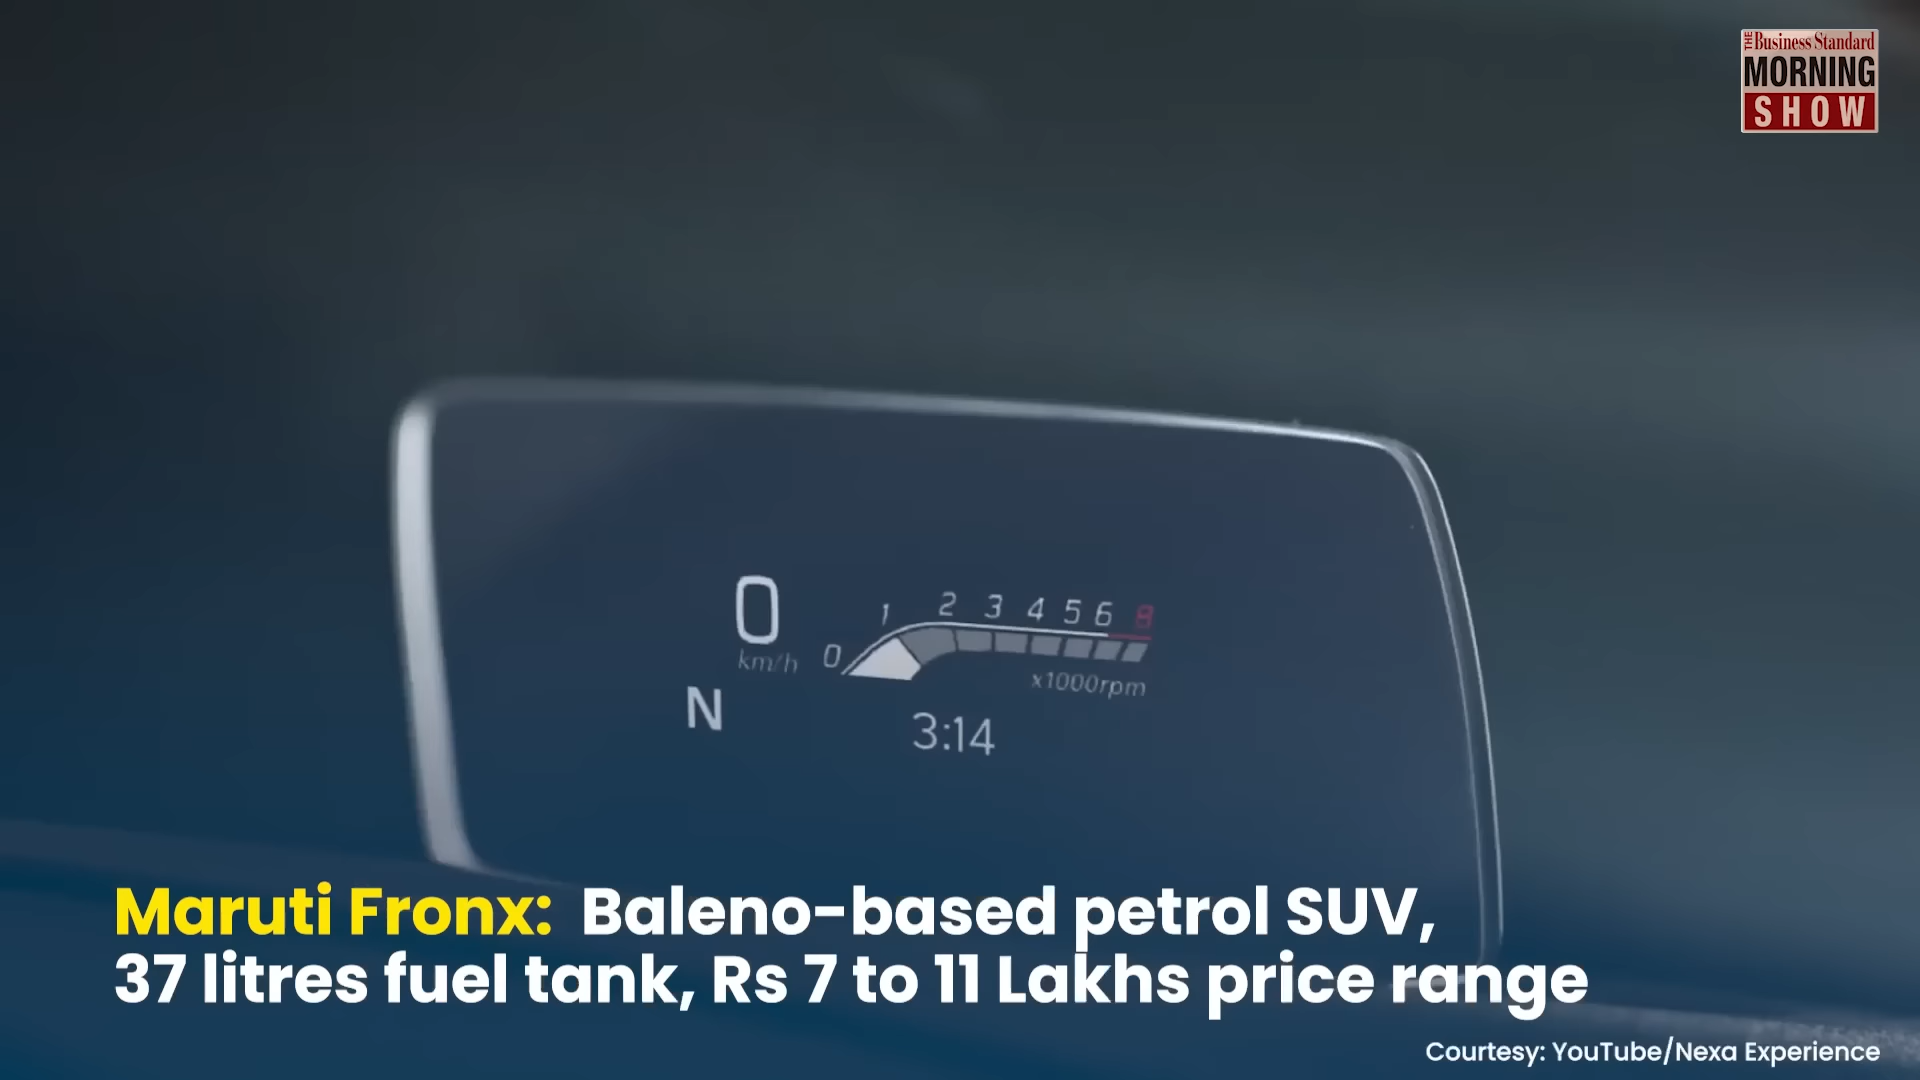 THE Business Standard
MORNING
SHOW
0
km/h
0 1 2 3 4 5 6 8
x1000rpm
N
3:14
Maruti Fronx: Baleno-based petrol SUV,
37 litres fuel tank, Rs 7 to 11 Lakhs price range
Courtesy: YouTube/Nexa Experience